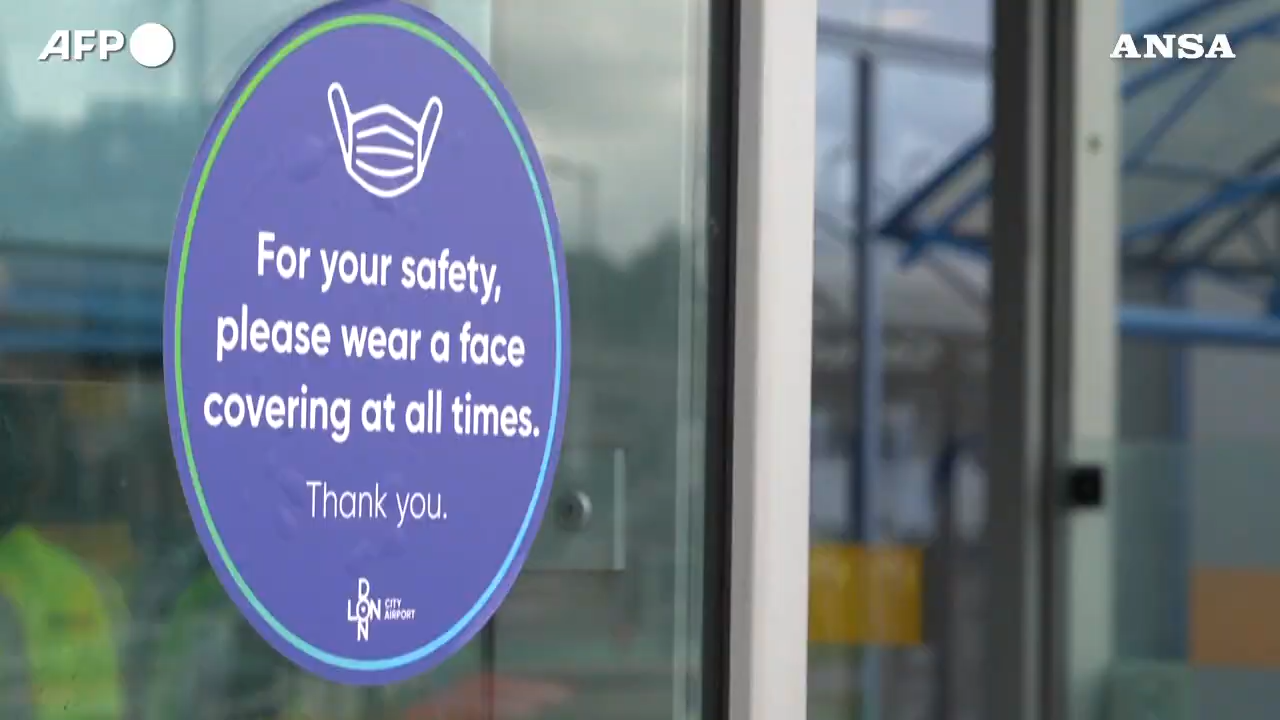 AFP
ANSA
For your safety,
please wear a face
covering at all times.
Thank you.
LONDON
CITY
AIRPORT